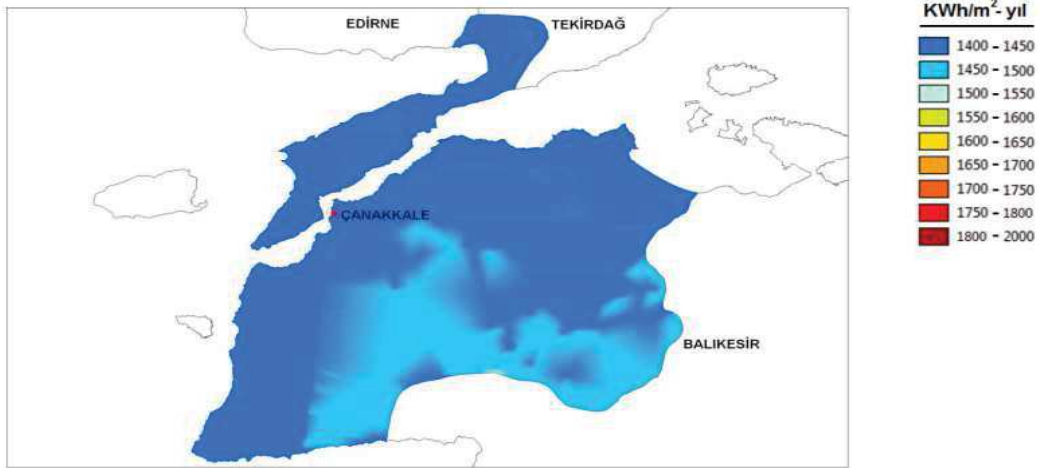 EDİRNE
TEKİRDAĞ
ÇANAKKALE
BALIKESİR
KWh/m²- yıl
1400 - 1450
1450 - 1500
1500 - 1550
1550 - 1600
1600 - 1650
1650 - 1700
1700 - 1750
1750 - 1800
1800 - 2000